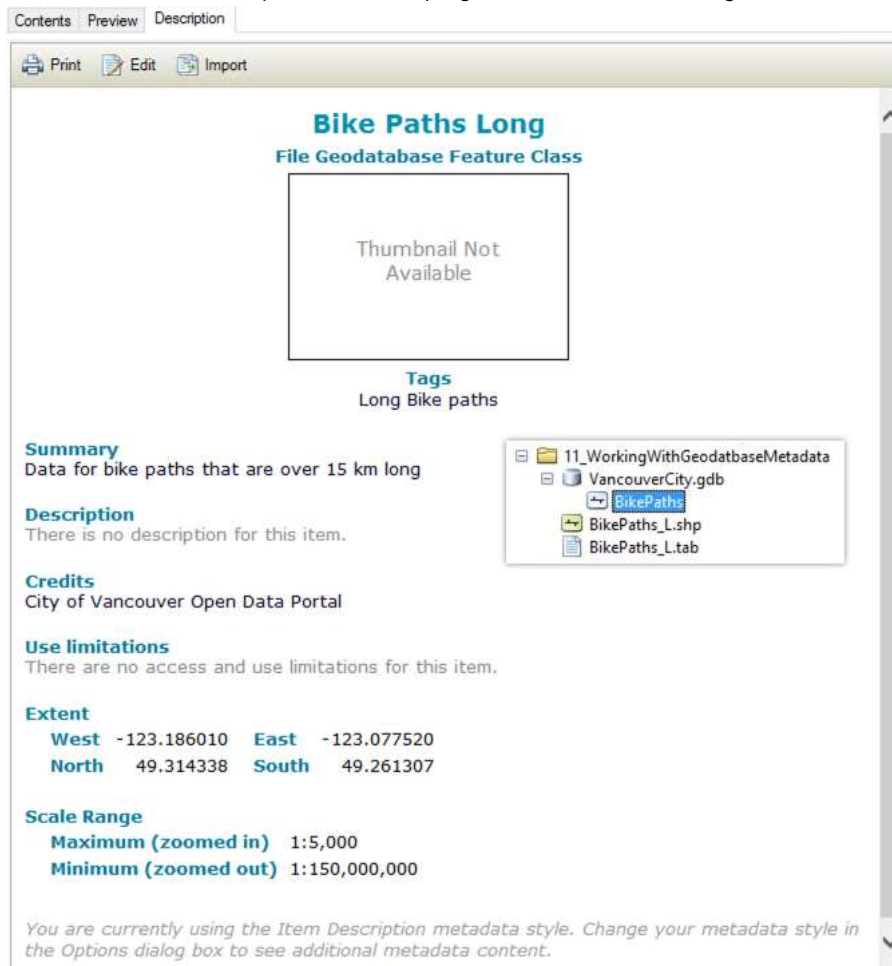 Contents Preview Description
Print Edit Import
Bike Paths Long
File Geodatabase Feature Class
Thumbnail Not
Available
Tags
Long Bike paths
Summary
Data for bike paths that are over 15 km long
Description
There is no description for this item.
Credits
City of Vancouver Open Data Portal
Use limitations
There are no access and use limitations for this item.
11_WorkingWithGeodatbaseMetadata
VancouverCity.gdb
BikePaths
BikePaths_L.shp
BikePaths_L.tab
Extent
West -123.186010 East -123.077520
North 49.314338 South 49.261307
Scale Range
Maximum (zoomed in) 1:5,000
Minimum (zoomed out) 1:150,000,000
You are currently using the Item Description metadata style. Change your metadata style in
the Options dialog box to see additional metadata content.